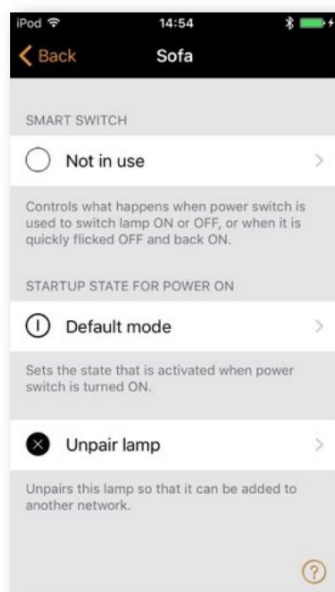 iPod 14:54
Back Sofa
SMART SWITCH
Not in use
Controls what happens when power switch is
used to switch lamp ON or OFF, or when it is
quickly flicked OFF and back ON.
STARTUP STATE FOR POWER ON
Default mode
Sets the state that is activated when power
switch is turned ON.
Unpair lamp
Unpairs this lamp so that it can be added to
another network.
?